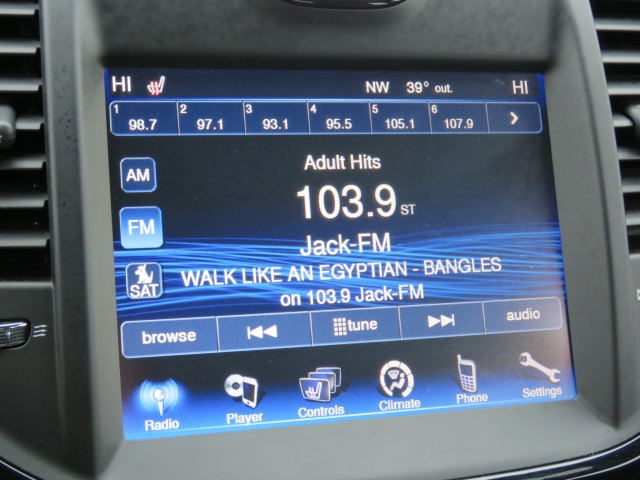 HI NW 39° out. HI
1 98.7 2 97.1 3 93.1 4 95.5 5 105.1 6 107.9 >
Adult Hits
AM
103.9 ST
FM
Jack-FM
WALK LIKE AN EGYPTIAN - BANGLES
SAT
on 103.9 Jack-FM
browse tune audio
Radio Player Controls Climate Phone Settings